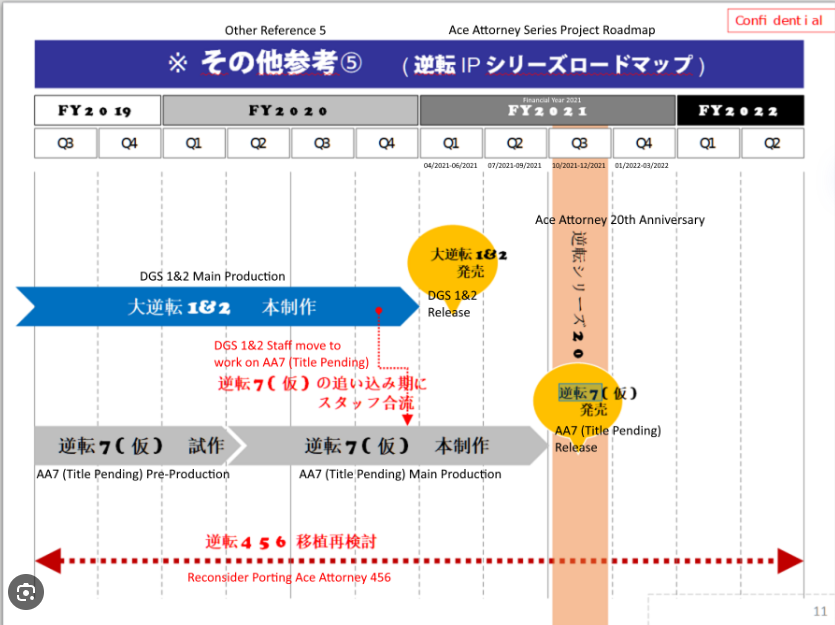 Other Reference 5
Ace Attorney Series Project Roadmap
Confidential
※ その他参考⑤ (逆転IPシリーズロードマップ)
FY2019
FY2020
Financial Year 2021
FY2021
FY2022
Q3 Q4 Q1 Q2 Q3 Q4 Q1 Q2 Q3 Q4 Q1 Q2
04/2021-06/2021 07/2021-09/2021 10/2021-12/2021 01/2022-03/2022
Ace Attorney 20th Anniversary
逆転シリーズ20
大逆転1&2
発売
DGS 1&2
Release
DGS 1&2 Main Production
大逆転1&2 本制作
DGS 1&2 Staff move to
work on AA7 (Title Pending)
逆転7(仮)の追い込み期に
スタッフ合流
逆転7(仮)
発売
AA7 (Title Pending)
Release
逆転7(仮) 試作
逆転7(仮) 本制作
AA7 (Title Pending) Pre-Production
AA7 (Title Pending) Main Production
逆転456 移植再検討
Reconsider Porting Ace Attorney 456
11